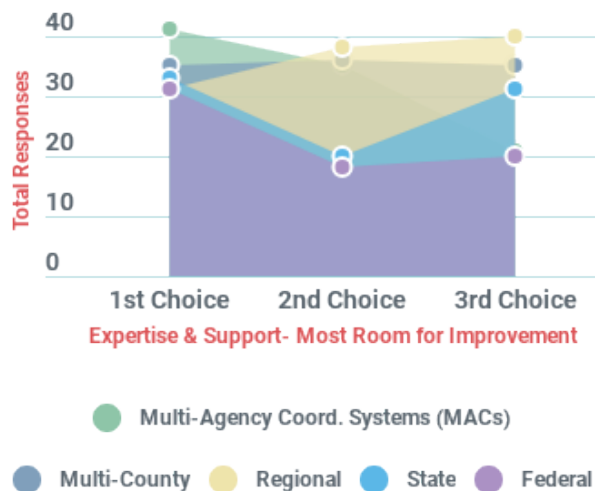 40
30
20
10
0
Total Responses
1st Choice 2nd Choice 3rd Choice
Expertise & Support- Most Room for Improvement
Multi-Agency Coord. Systems (MACs)
Multi-County Regional State Federal